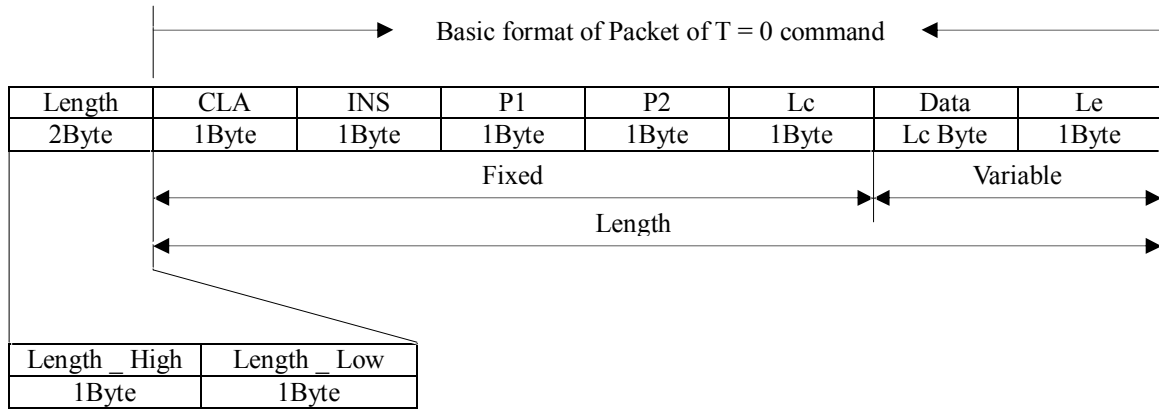 Basic format of Packet of T = 0 command
Length CLA INS P1 P2 Lc Data Le
2Byte 1Byte 1Byte 1Byte 1Byte 1Byte Lc Byte 1Byte
Fixed Variable
Length
Length _ High Length _ Low
1Byte 1Byte